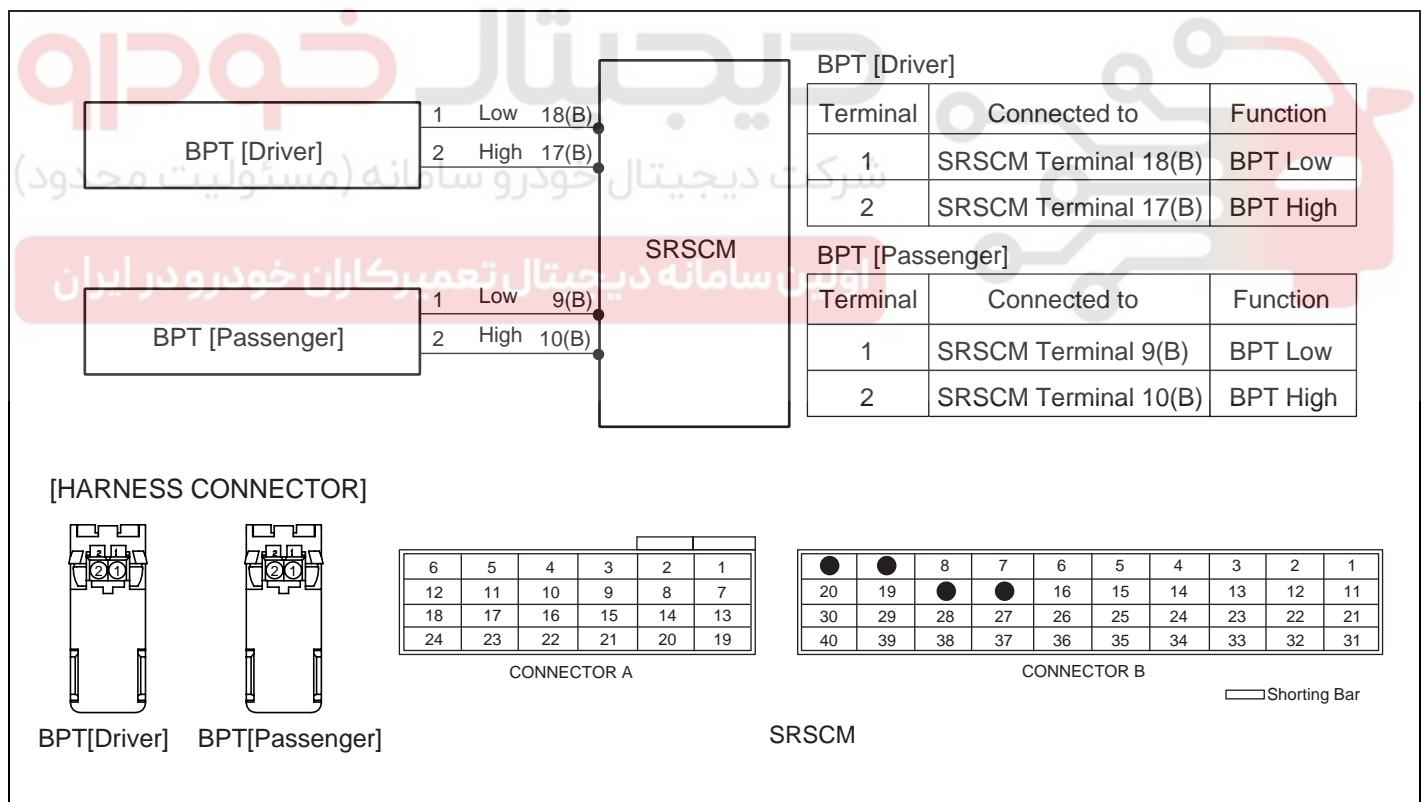 دیجیتال خودرو
شرکت دیجیتال خودرو سامانه (مسئولیت محدود)
اولین سامانه دیجیتال تعمیرکاران خودرو در ایران
BPT [Driver]
1 Low 18(B)
2 High 17(B)
BPT [Passenger]
1 Low 9(B)
2 High 10(B)
SRSCM
BPT [Driver]
Terminal Connected to Function
1 SRSCM Terminal 18(B) BPT Low
2 SRSCM Terminal 17(B) BPT High
BPT [Passenger]
Terminal Connected to Function
1 SRSCM Terminal 9(B) BPT Low
2 SRSCM Terminal 10(B) BPT High
[HARNESS CONNECTOR]
2 1
2 1
BPT[Driver]
2 1
2 1
BPT[Passenger]
6 5 4 3 2 1
12 11 10 9 8 7
18 17 16 15 14 13
24 23 22 21 20 19
CONNECTOR A
8 7 6 5 4 3 2 1
20 19 16 15 14 13 12 11
30 29 28 27 26 25 24 23 22 21
40 39 38 37 36 35 34 33 32 31
CONNECTOR B
Shorting Bar
SRSCM